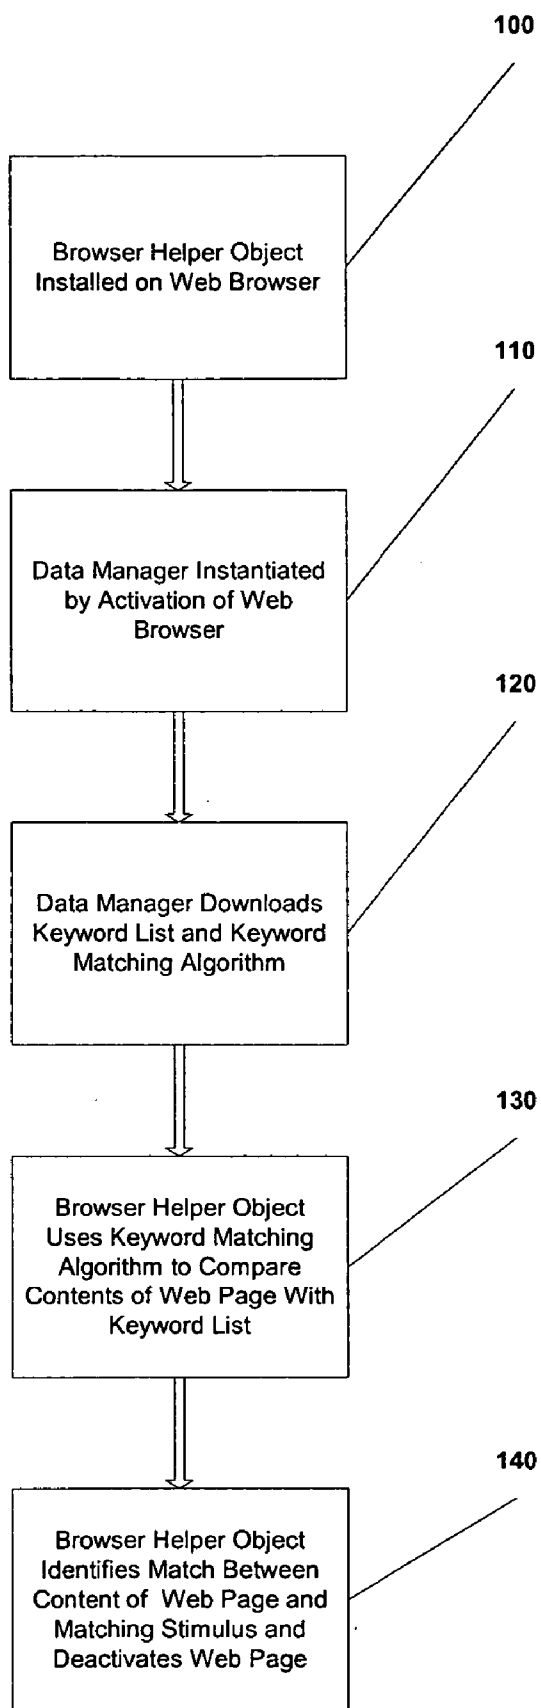 100
Browser Helper Object
Installed on Web Browser
110
Data Manager Instantiated
by Activation of Web
Browser
120
Data Manager Downloads
Keyword List and Keyword
Matching Algorithm
130
Browser Helper Object
Uses Keyword Matching
Algorithm to Compare
Contents of Web Page With
Keyword List
140
Browser Helper Object
Identifies Match Between
Content of Web Page and
Matching Stimulus and
Deactivates Web Page